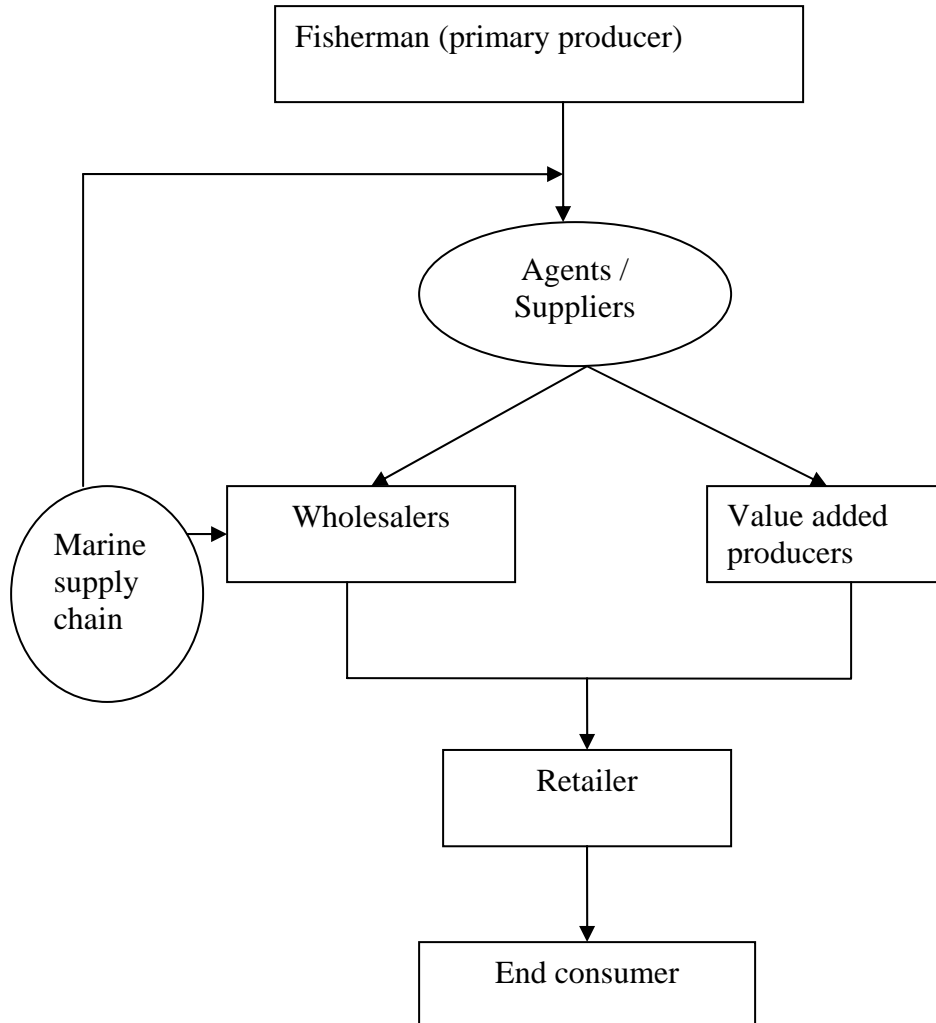 Fisherman (primary producer)
Agents /
Suppliers
Wholesalers
Value added
producers
Marine
supply
chain
Retailer
End consumer